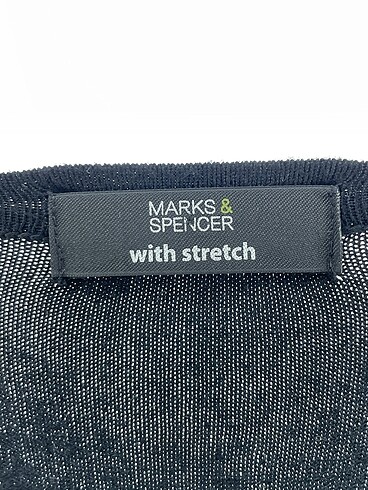 MARKS &
SPENCER
with stretch